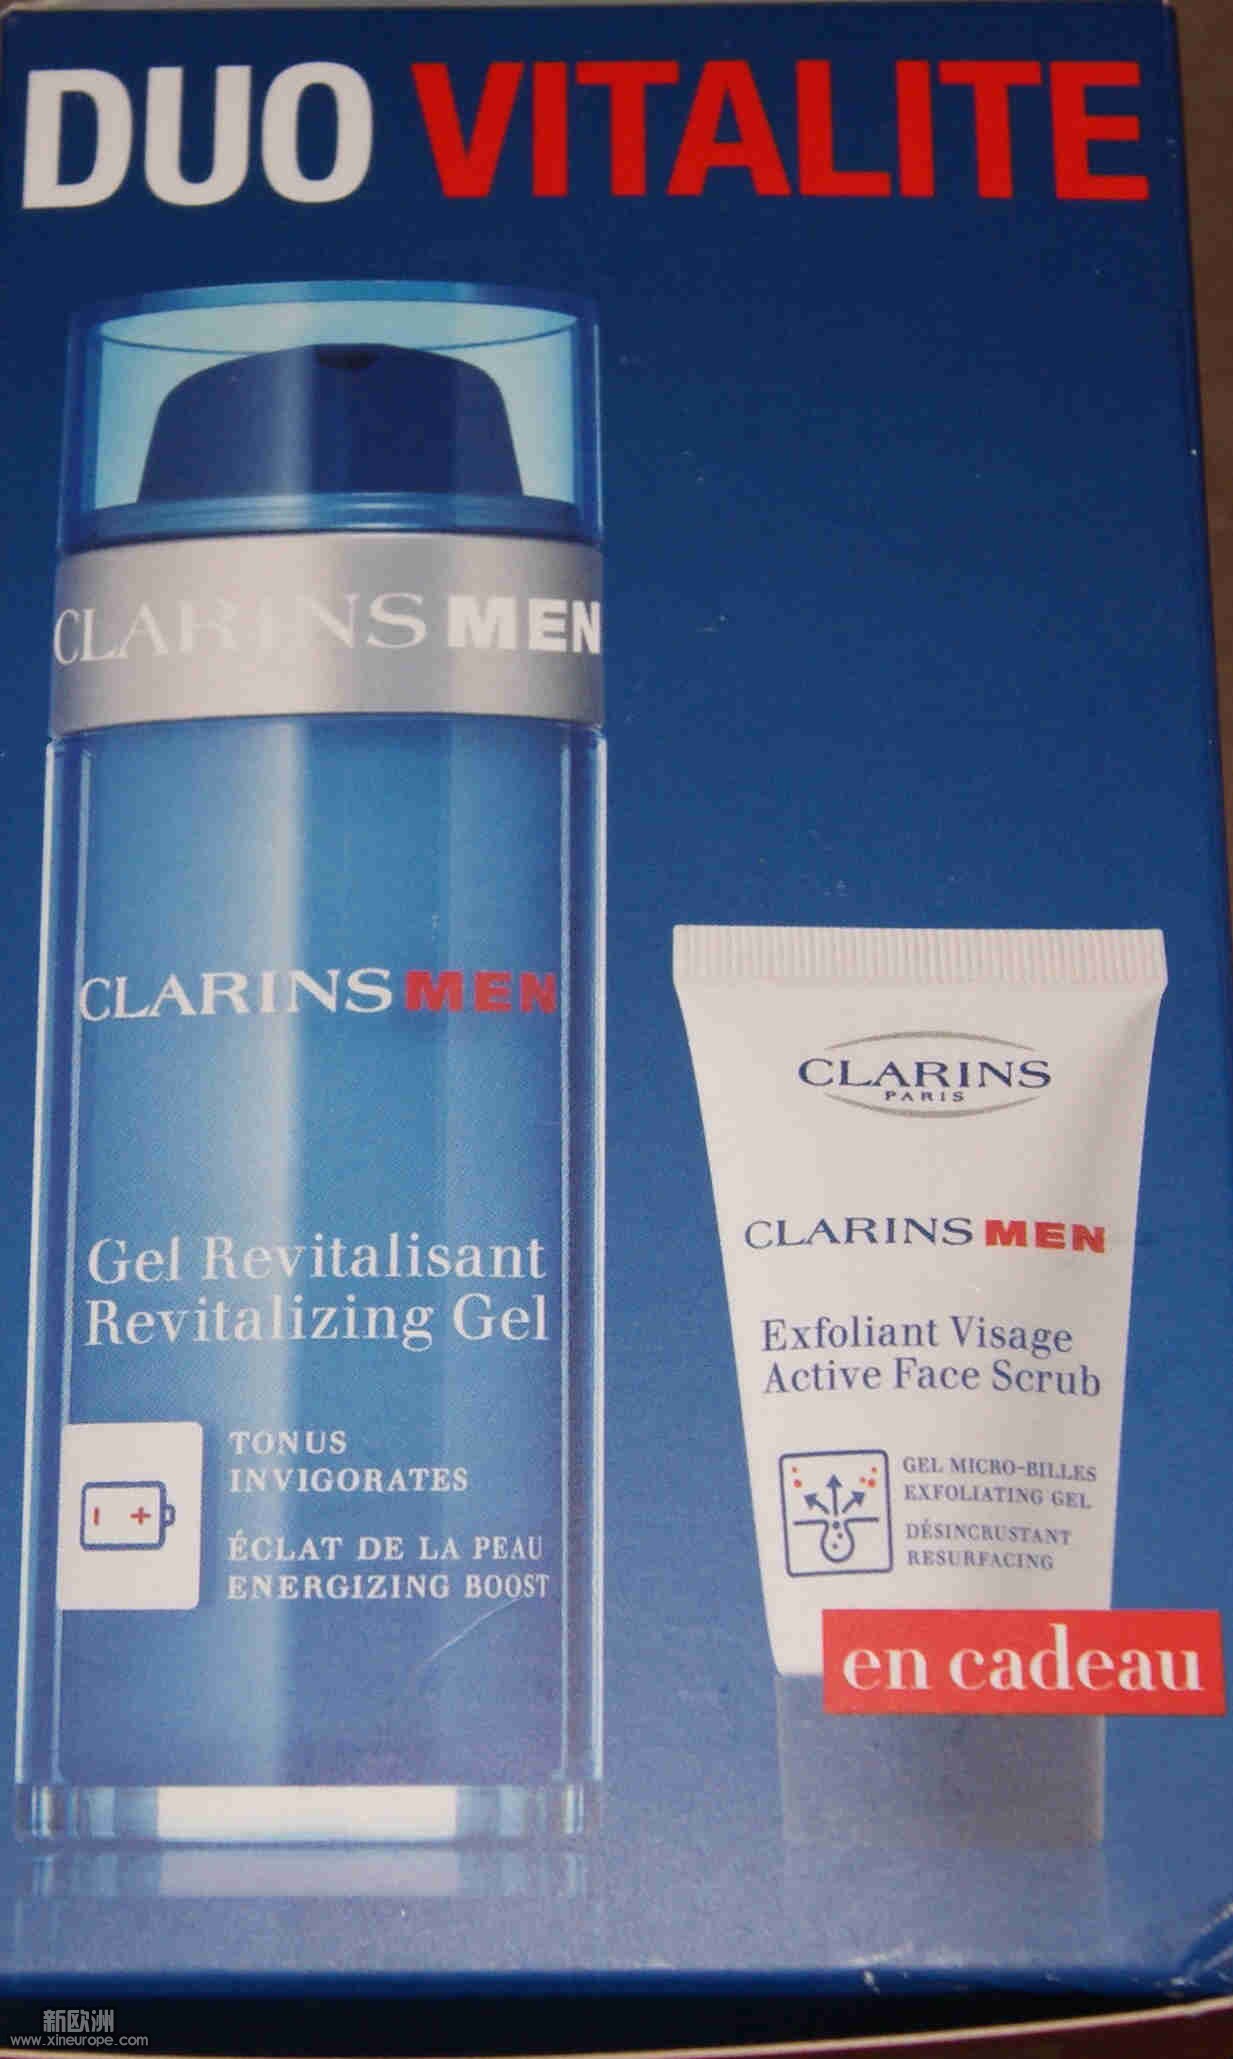 DUO VITALITE
CLARINS MEN
CLARINS MEN
Gel Revitalisant
Revitalizing Gel
TONUS
INVIGORATES
ÉCLAT DE LA PEAU
ENERGIZING BOOST
CLARINS
PARIS
CLARINS MEN
Exfoliant Visage
Active Face Scrub
GEL MICRO-BILLES
EXFOLIATING GEL
DÉSINCRUSTANT
RESURFACING
en cadeau
新欧洲
www.xineurope.com